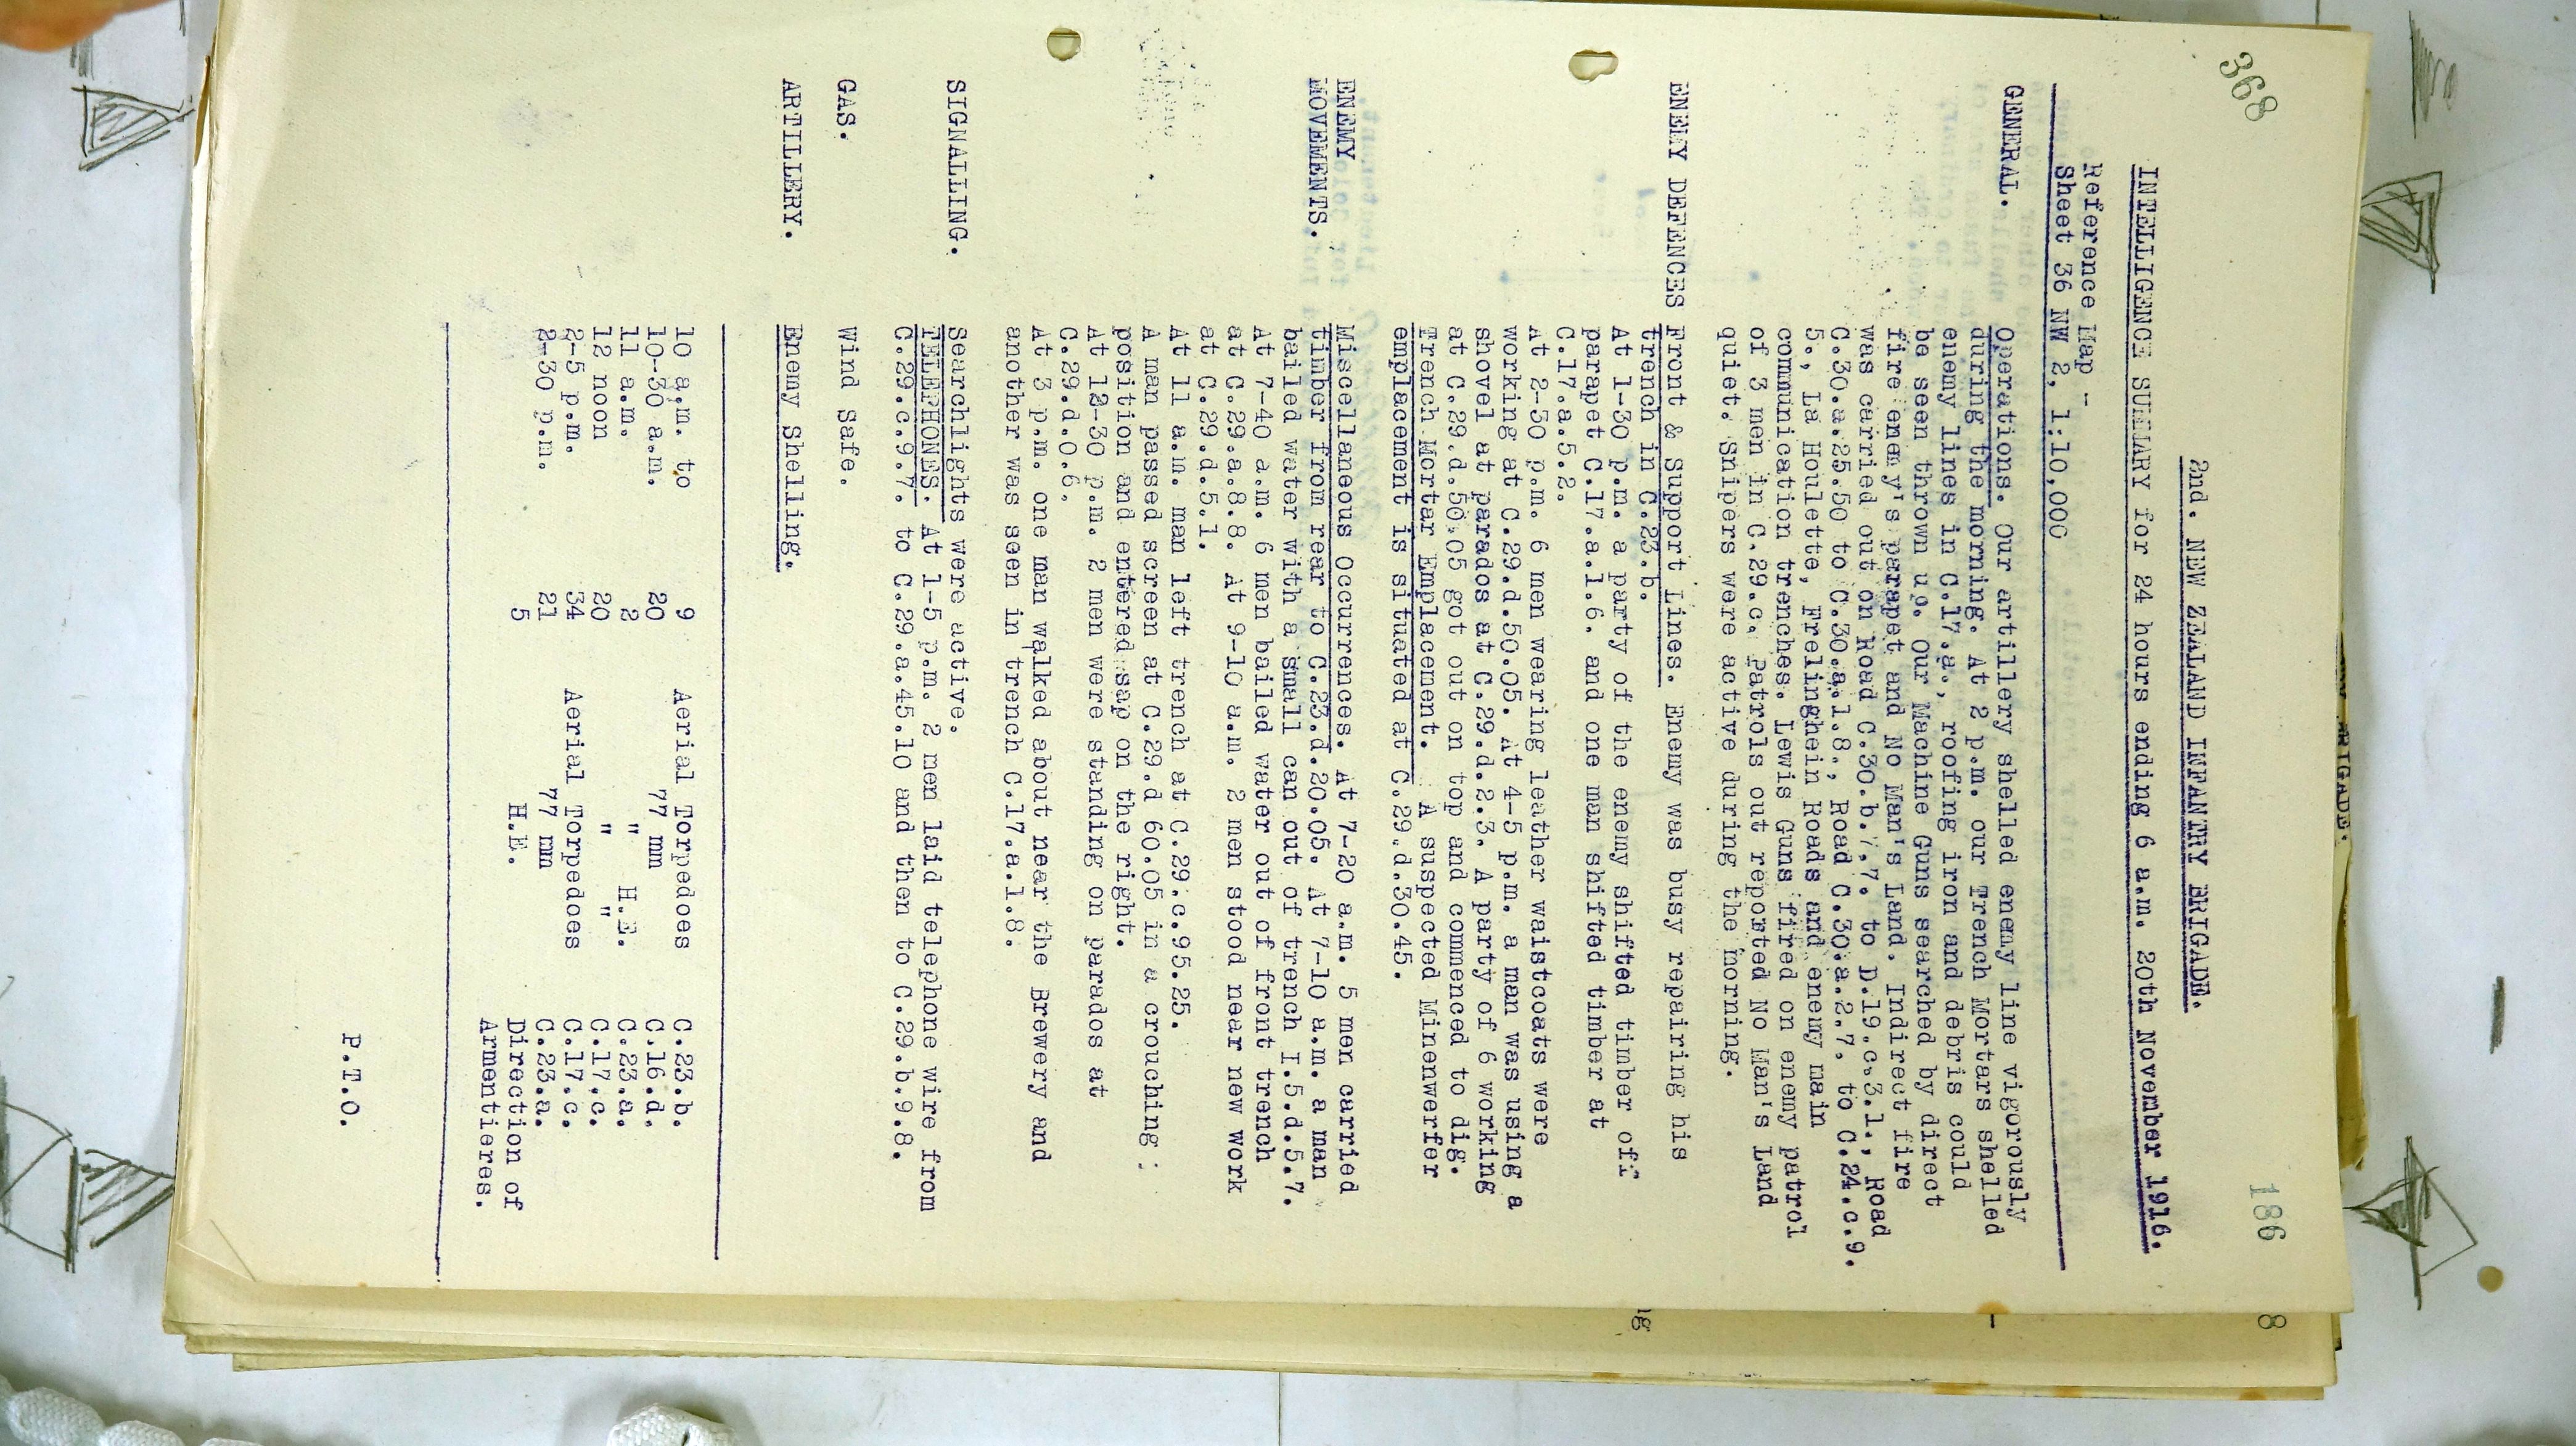 368
186
2nd. NEW ZEALAND INFANTRY BRIGADE.
INTELLIGENCE SUMMARY for 24 hours ending 6 a.m. 20th November 1916.
Reference Map -
Sheet 36 NW 2, 1:10,000
GENERAL. Operations. Our artillery shelled enemy line vigorously
during the morning. At 2 p.m. our Trench Mortars shelled
enemy lines in C.17.a., roofing iron and debris could
be seen thrown up. Our Machine Guns searched by direct
fire enemy's parapet and No Man's Land. Indirect fire
was carried out on Road C.30.b.7.7. to D.19.c.3.1., Road
C.30.a.25.50 to C.30.a.1.8., Road C.30.a.2.7. to C.24.c.9.
5., La Houlette, Frelinghein Roads and enemy main
communication trenches. Lewis Guns fired on enemy patrol
of 3 men in C.29.c. Patrols out reported No Man's Land
quiet. Snipers were active during the morning.
ENEMY DEFENCES Front & Support Lines. Enemy was busy repairing his
trench in C.23.b.
At 1-30 p.m. a party of the enemy shifted timber off
parapet C.17.a.1.6. and one man shifted timber at
C.17.a.5.2.
At 2-30 p.m. 6 men wearing leather waistcoats were
working at C.29.d.50.05. At 4-5 p.m. a man was using a
shovel at parados at C.29.d.2.3. A party of 6 working
at C.29.d.50.05 got out on top and commenced to dig.
Trench Mortar Emplacement. A suspected Minenwerfer
emplacement is situated at C.29.d.30.45.
ENEMY Miscellaneous Occurrences. At 7-20 a.m. 5 men carried
MOVEMENTS. timber from rear to C.23.d.20.05. At 7-10 a.m. a man
bailed water with a small can out of trench I.5.d.5.7.
At 7-40 a.m. 6 men bailed water out of front trench
at C.29.a.8.8. At 9-10 a.m. 2 men stood near new work
at C.29.d.5.1.
At 11 a.m. man left trench at C.29.c.95.25.
A man passed screen at C.29.d 60.05 in a crouching
position and entered sap on the right.
At 12-30 p.m. 2 men were standing on parados at
C.29.d.0.6.
At 3 p.m. one man walked about near the Brewery and
another was seen in trench C.17.a.1.8.
SIGNALLING. Searchlights were active.
TELEPHONES. At 1-5 p.m. 2 men laid telephone wire from
C.29.c.9.7. to C.29.a.45.10 and then to C.29.b.9.8.
GAS. Wind Safe.
ARTILLERY. Enemy Shelling.
10 a.m. to 9 Aerial Torpedoes C.23.b.
10-30 a.m. 20 77 mm C.16.d.
11 a.m. 2 " H.E. C.23.a.
12 noon 20 " " C.17.c.
2-5 p.m. 34 Aerial Torpedoes C.17.c.
2-30 p.m. 21 77 mm C.23.a.
5 H.E. Direction of
Armentieres.
P.T.O.